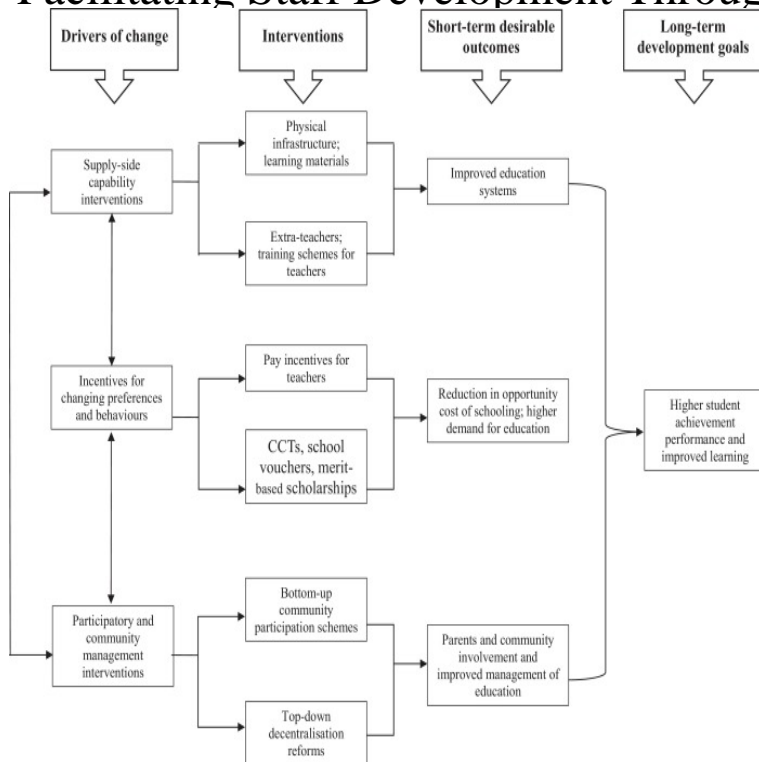 Facilitating Staff Development Throug
Drivers of change
Interventions
Short-term desirable
outcomes
Long-term
development goals
Supply-side
capability
interventions
Physical
infrastructure;
learning materials
Extra-teachers;
training schemes for
teachers
Improved education
systems
Incentives for
changing preferences
and behaviours
Pay incentives for
teachers
CCTs, school
vouchers, merit-
based scholarships
Reduction in opportunity
cost of schooling; higher
demand for education
Higher student
achievement
performance and
improved learning
Participatory and
community
management
interventions
Bottom-up
community
participation schemes
Top-down
decentralisation
reforms
Parents and community
involvement and
improved management of
education